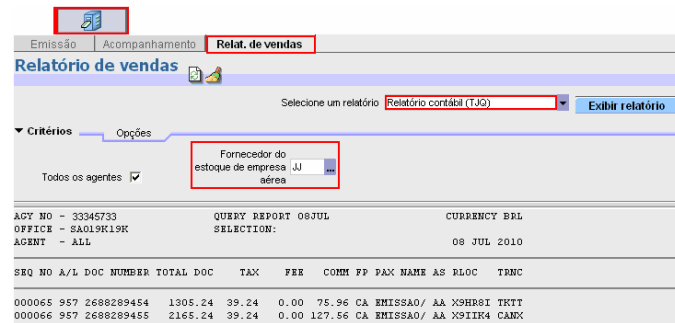 Emissão Acompanhamento Relat. de vendas
Relatório de vendas
Selecione um relatório Relatório contábil (TJQ) Exibir relatório
Critérios Opções
Fornecedor do
estoque de empresa JJ ...
aérea
Todos os agentes
AGY NO - 33345733 QUERY REPORT 08JUL CURRENCY BRL
OFFICE - SAO19K19K SELECTION:
AGENT - ALL 08 JUL 2010
SEQ NO A/L DOC NUMBER TOTAL DOC TAX FEE COMM FP PAX NAME AS RLOC TRNC
000065 957 2688289454 1305.24 39.24 0.00 75.96 CA EMISSAO/ AA X9HR8I TKTT
000066 957 2688289455 2165.24 39.24 0.00 127.56 CA EMISSAO/ AA X9IIK4 CANX